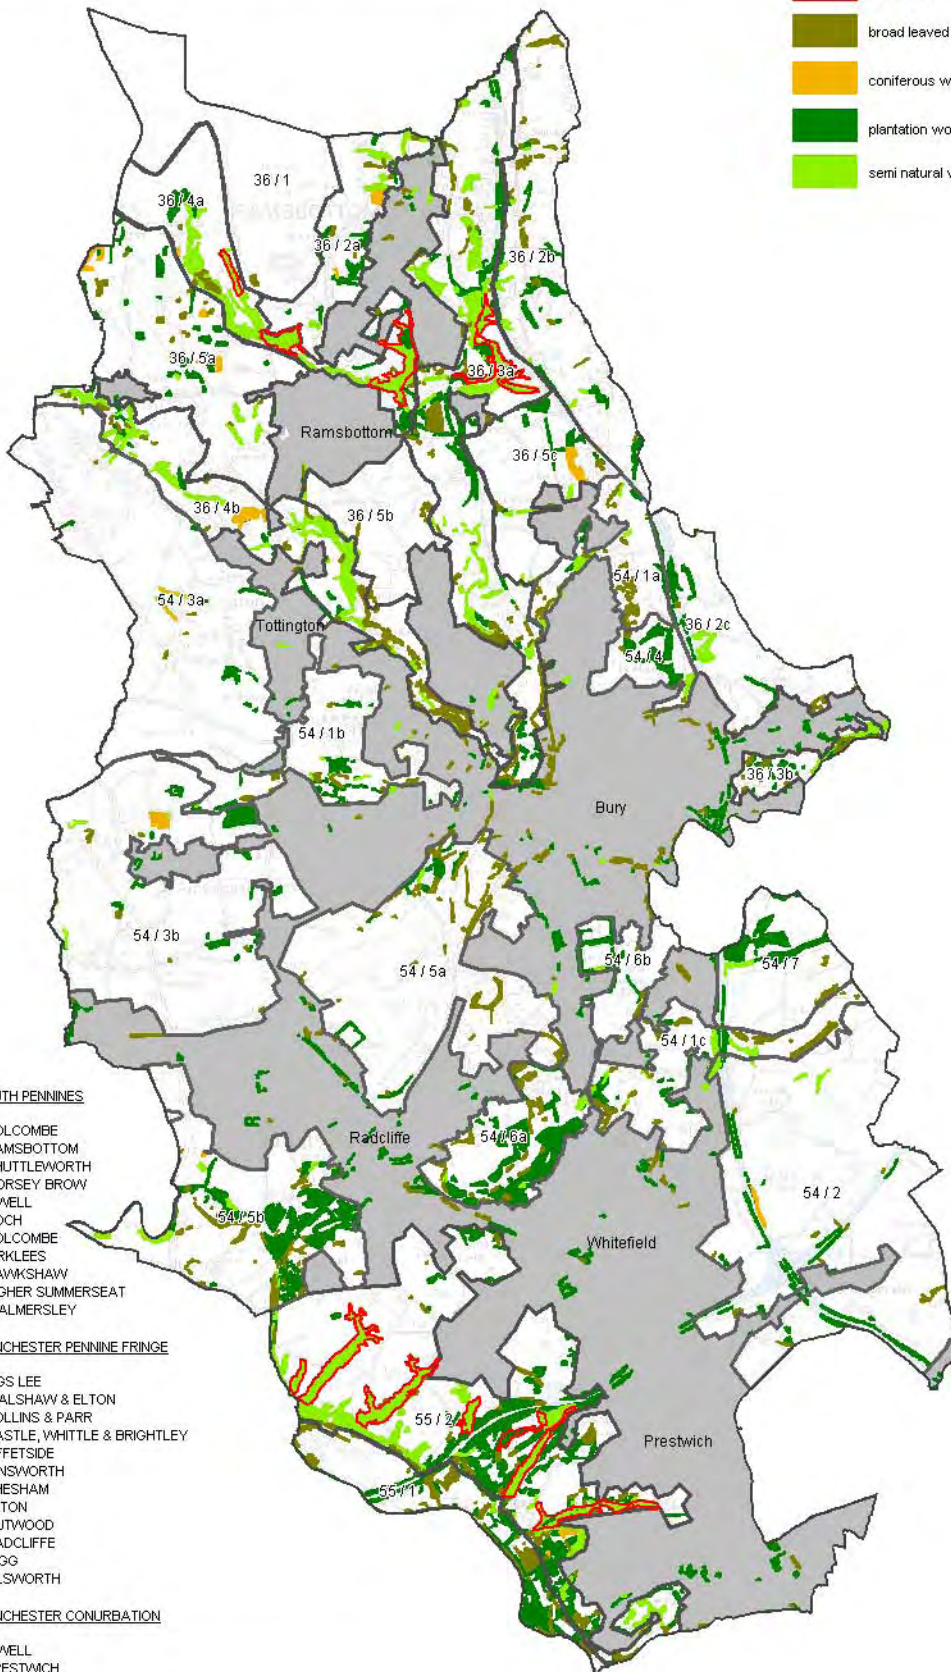 broad leaved
coniferous w
plantation wo
semi natural
36 / 1
36 / 4a
36 / 2a
36 / 2b
36 / 5a
36 / 3a
Ramsbottom
36 / 5c
36 / 4b
36 / 5b
54 / 1a
54 / 3a
Tottington
36 / 2c
54 / 4
54 / 1b
36 / 3b
Bury
54 / 3b
54 / 5a
54 / 6b
54 / 7
54 / 1c
UTH PENNINES
OLCOMBE
AMSBOTTOM
HUTTLEWORTH
ORSEY BROW
WELL
OCH
OLCOMBE
RKLEES
AWKSHAW
GHER SUMMERSEAT
ALMERSLEY
Radcliffe
54 / 6a
54 / 2
54 / 5b
Whitefield
NCHESTER PENNINE FRINGE
GS LEE
ALSHAW & ELTON
OLLINS & PARR
ASTLE, WHITTLE & BRIGHTLEY
FFETSIDE
NSWORTH
HESHAM
TON
UTWOOD
ADCLIFFE
GG
LSWORTH
55 / 2
Prestwich
55 / 1
NCHESTER CONURBATION
WELL
RESTWICH